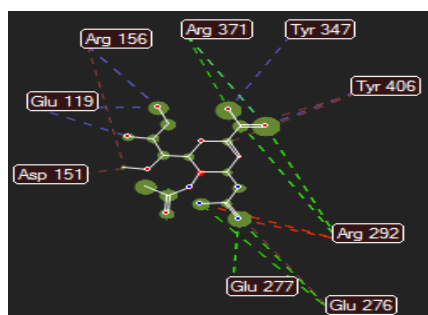 Arg 156
Arg 371
Tyr 347
Tyr 406
Glu 119
Asp 151
Arg 292
Glu 277
Glu 276